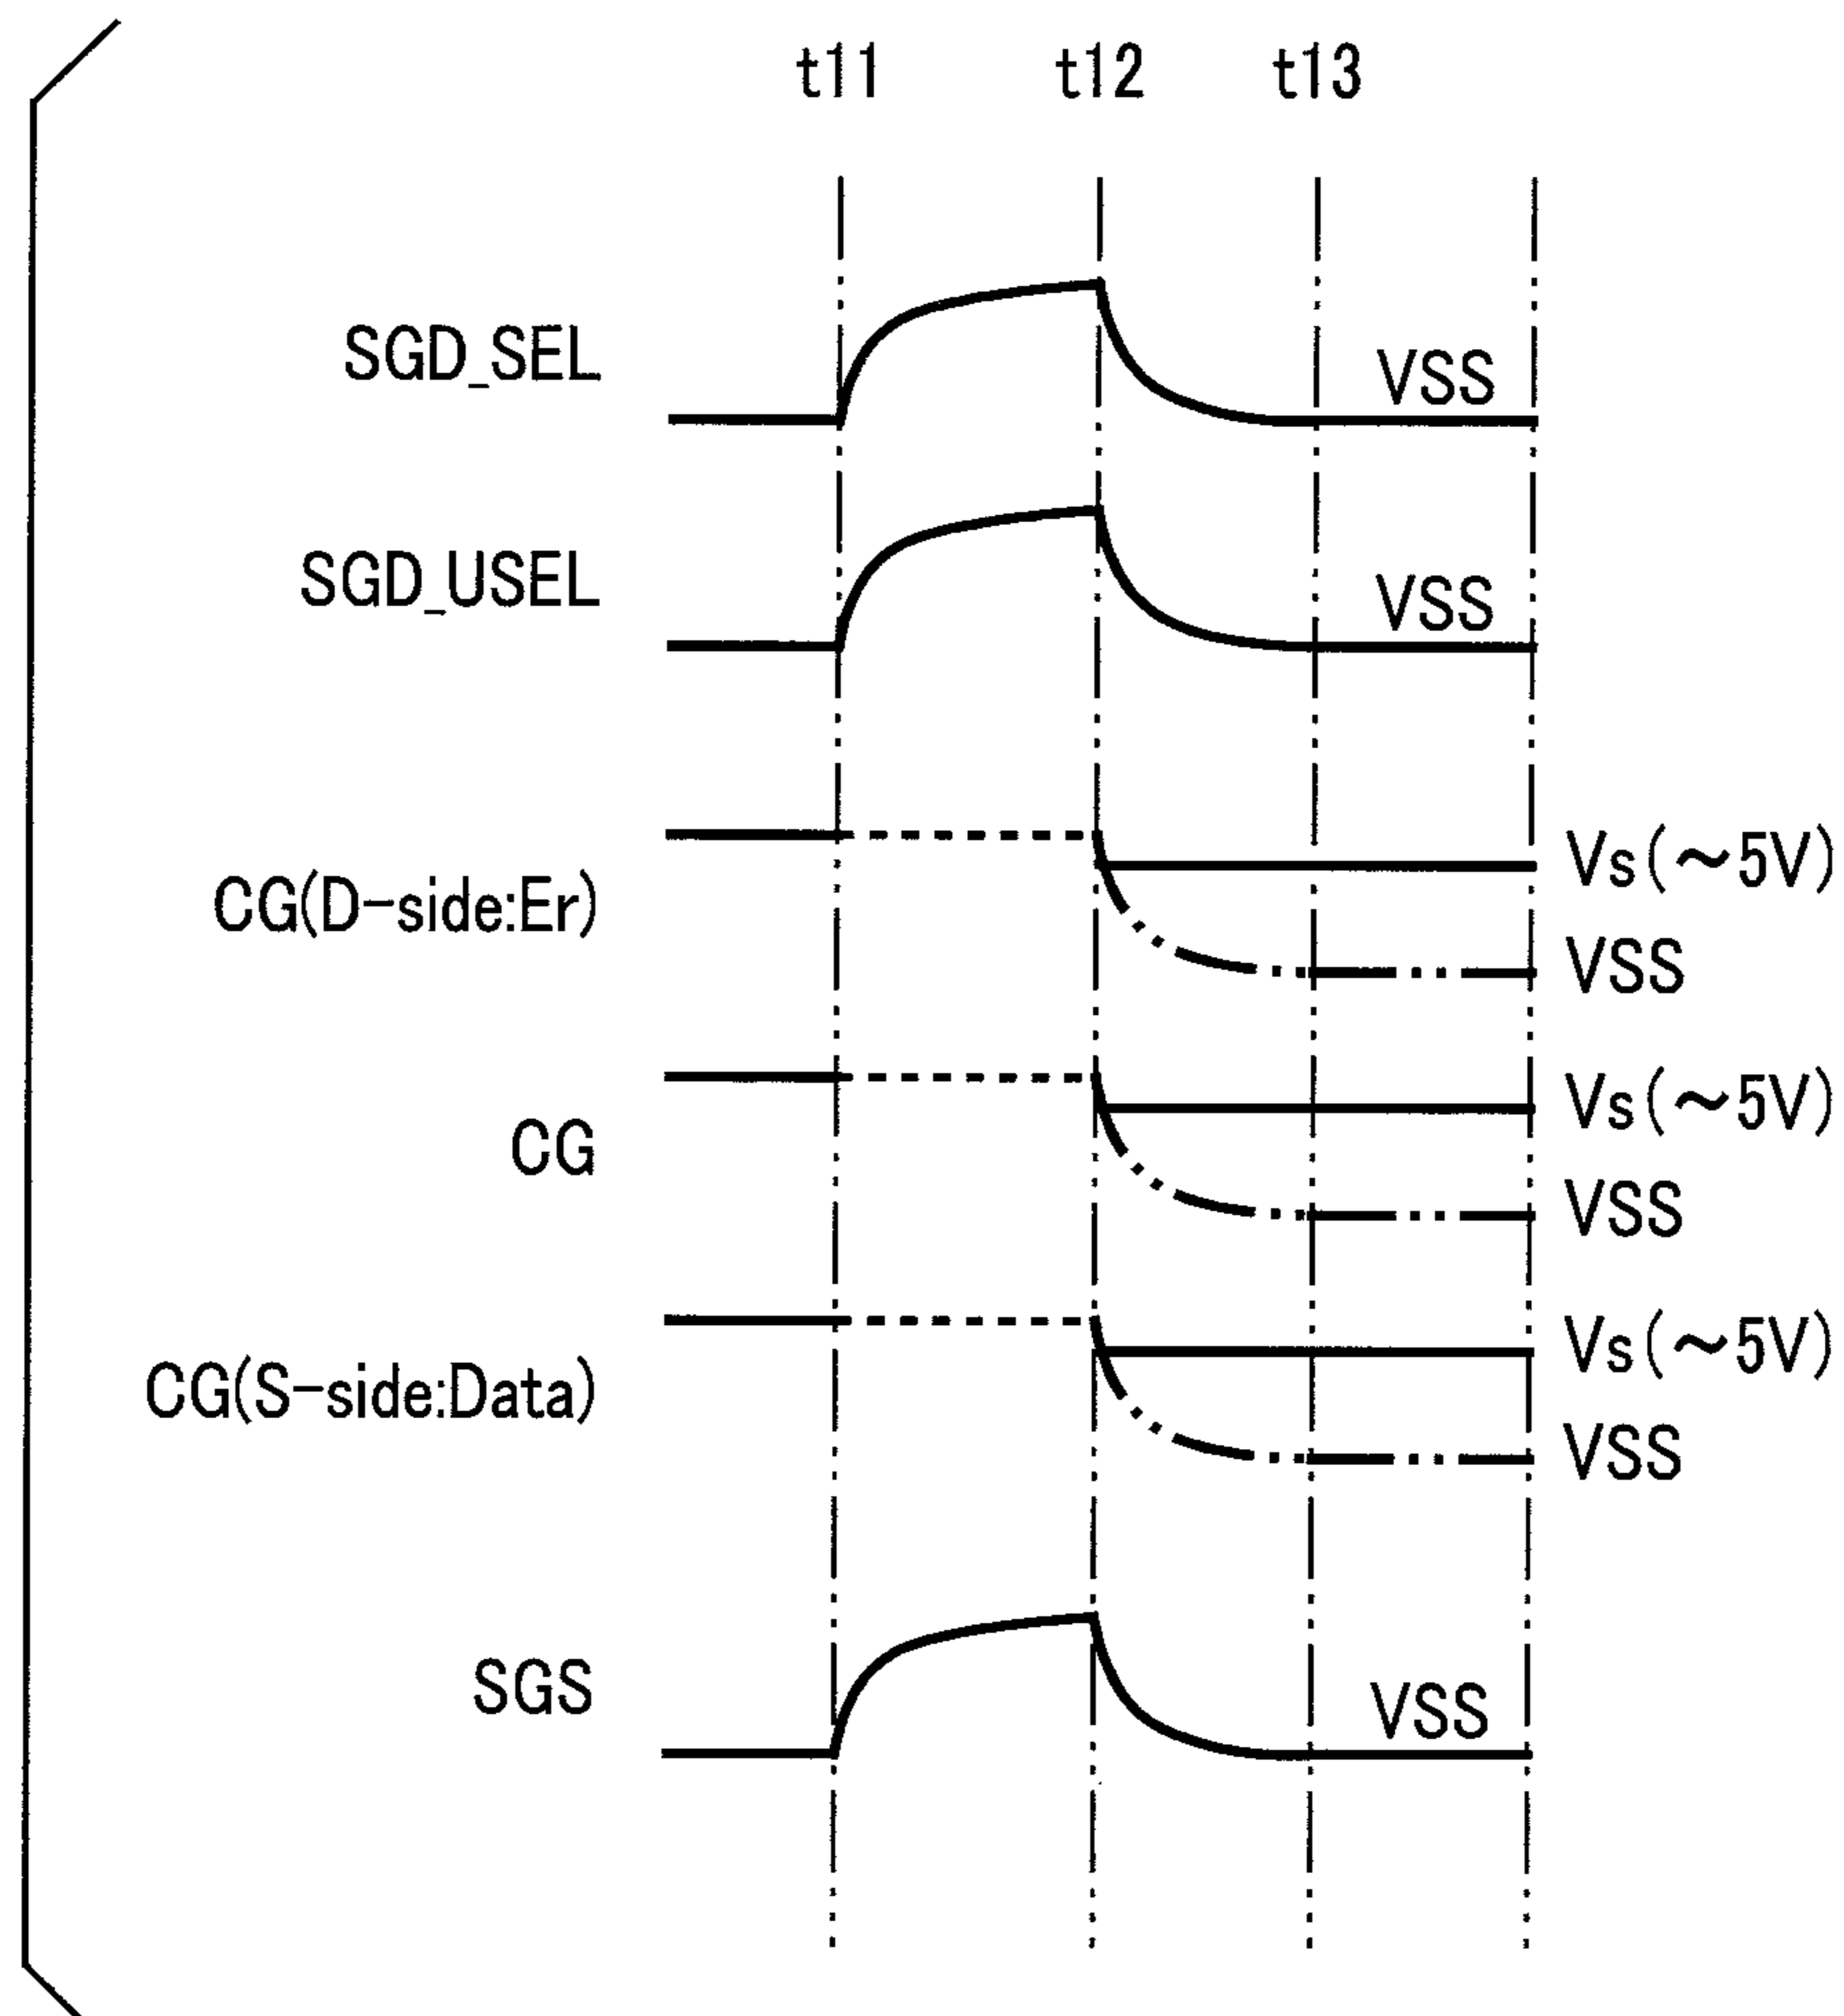 t11 t12 t13
SGD_SEL VSS
SGD_USEL VSS
CG(D-side:Er) Vs(~5V)
VSS
CG Vs(~5V)
VSS
CG(S-side:Data) Vs(~5V)
VSS
SGS VSS